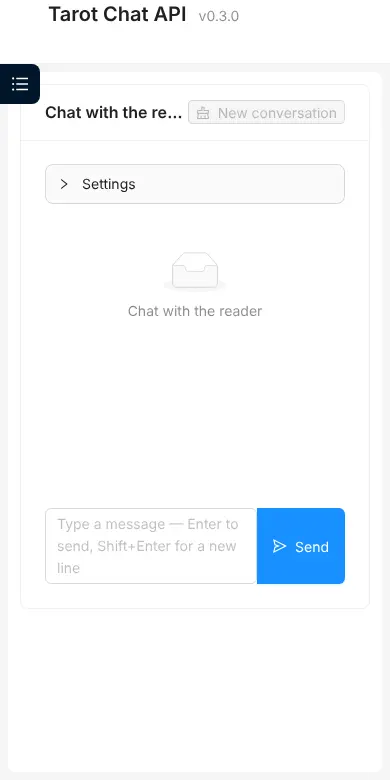 Tarot Chat API v0.3.0
Chat with the re... New conversation
Settings
Chat with the reader
Type a message — Enter to
send, Shift+Enter for a new
line
Send